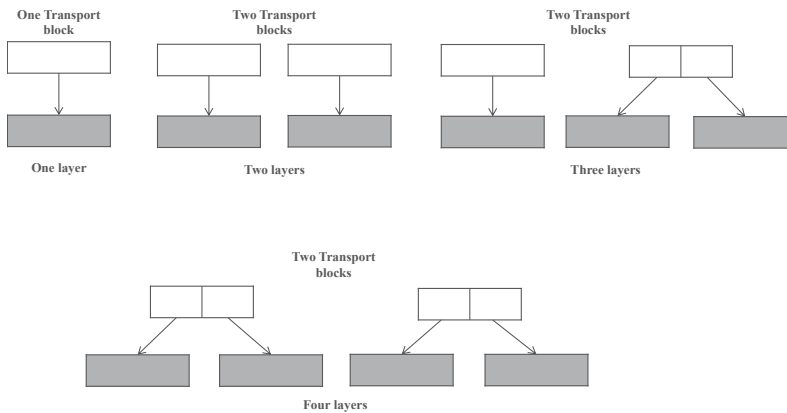 One Transport
block
Two Transport
blocks
Two Transport
blocks
One layer
Two layers
Three layers
Two Transport
blocks
Four layers